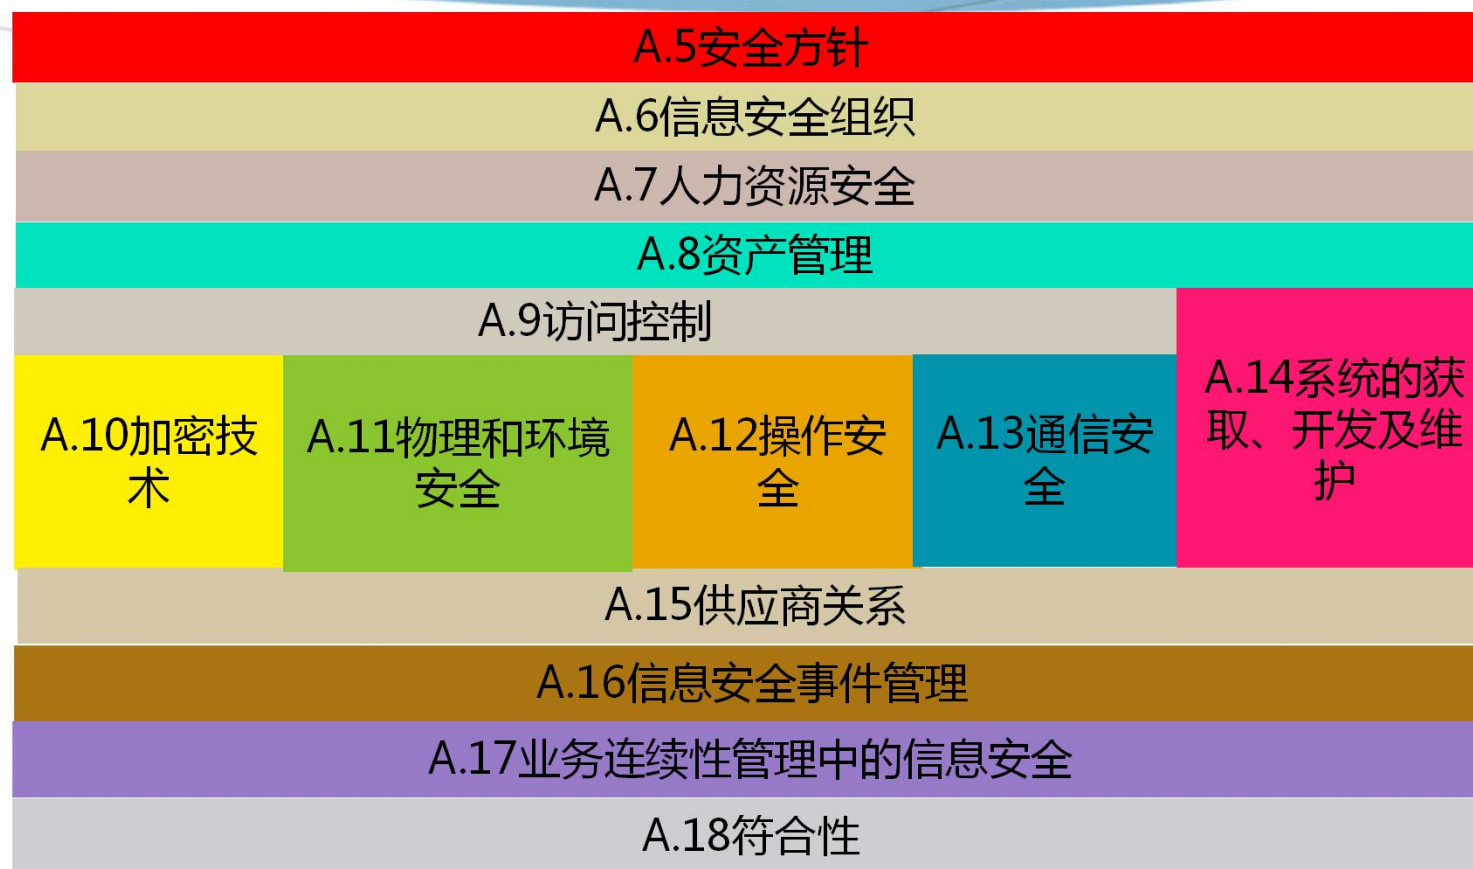 A.5安全方针
A.6信息安全组织
A.7人力资源安全
A.8资产管理
A.9访问控制
A.10加密技
术
A.11物理和环境
安全
A.12操作安
全
A.13通信安
全
A.14系统的获
取、开发及维
护
A.15供应商关系
A.16信息安全事件管理
A.17业务连续性管理中的信息安全
A.18符合性